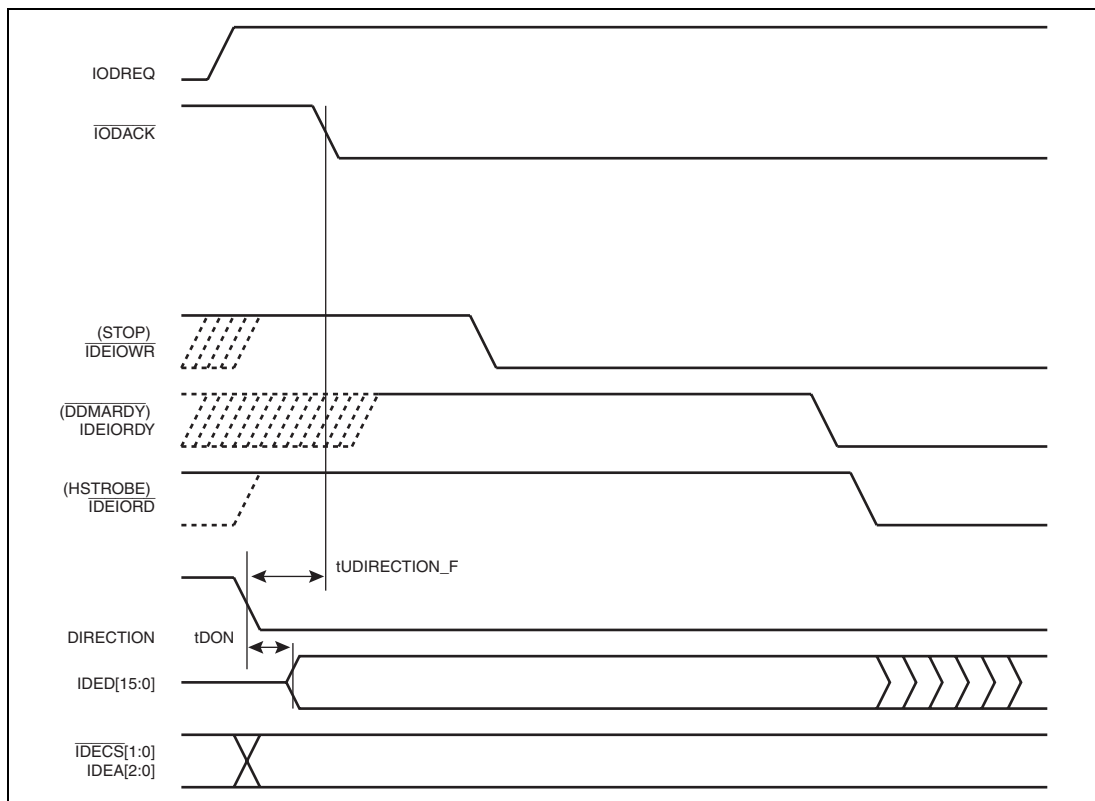 IODREQ
IODACK
(STOP)
IDEIOWR
(DDMARDY)
IDEIORDY
(HSTROBE)
IDEIORD
tUDIRECTION_F
DIRECTION
tDON
IDED[15:0]
IDECS[1:0]
IDEA[2:0]